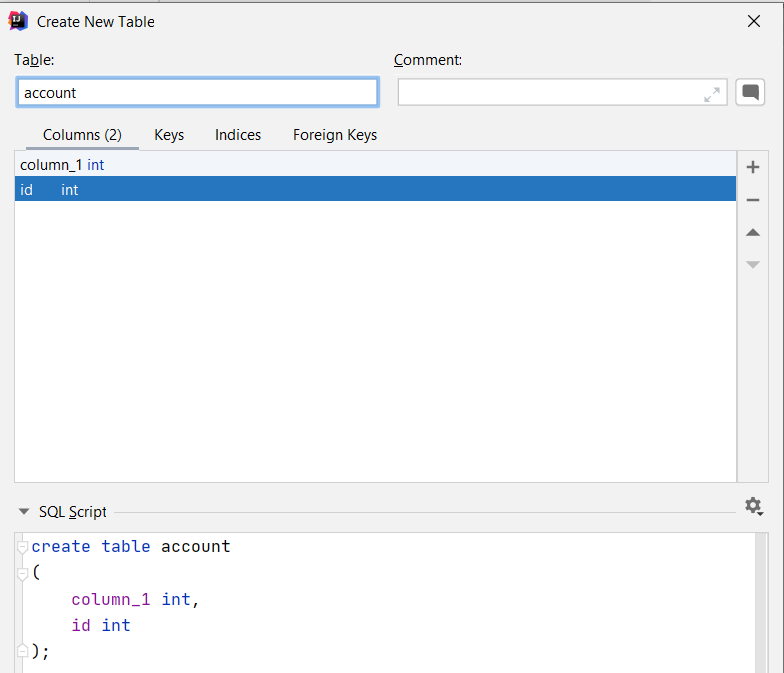 Create New Table
Table:
Comment:
account
Columns (2) Keys Indices Foreign Keys
column_1 int
id int
SQL Script
create table account
(
column_1 int,
id int
);